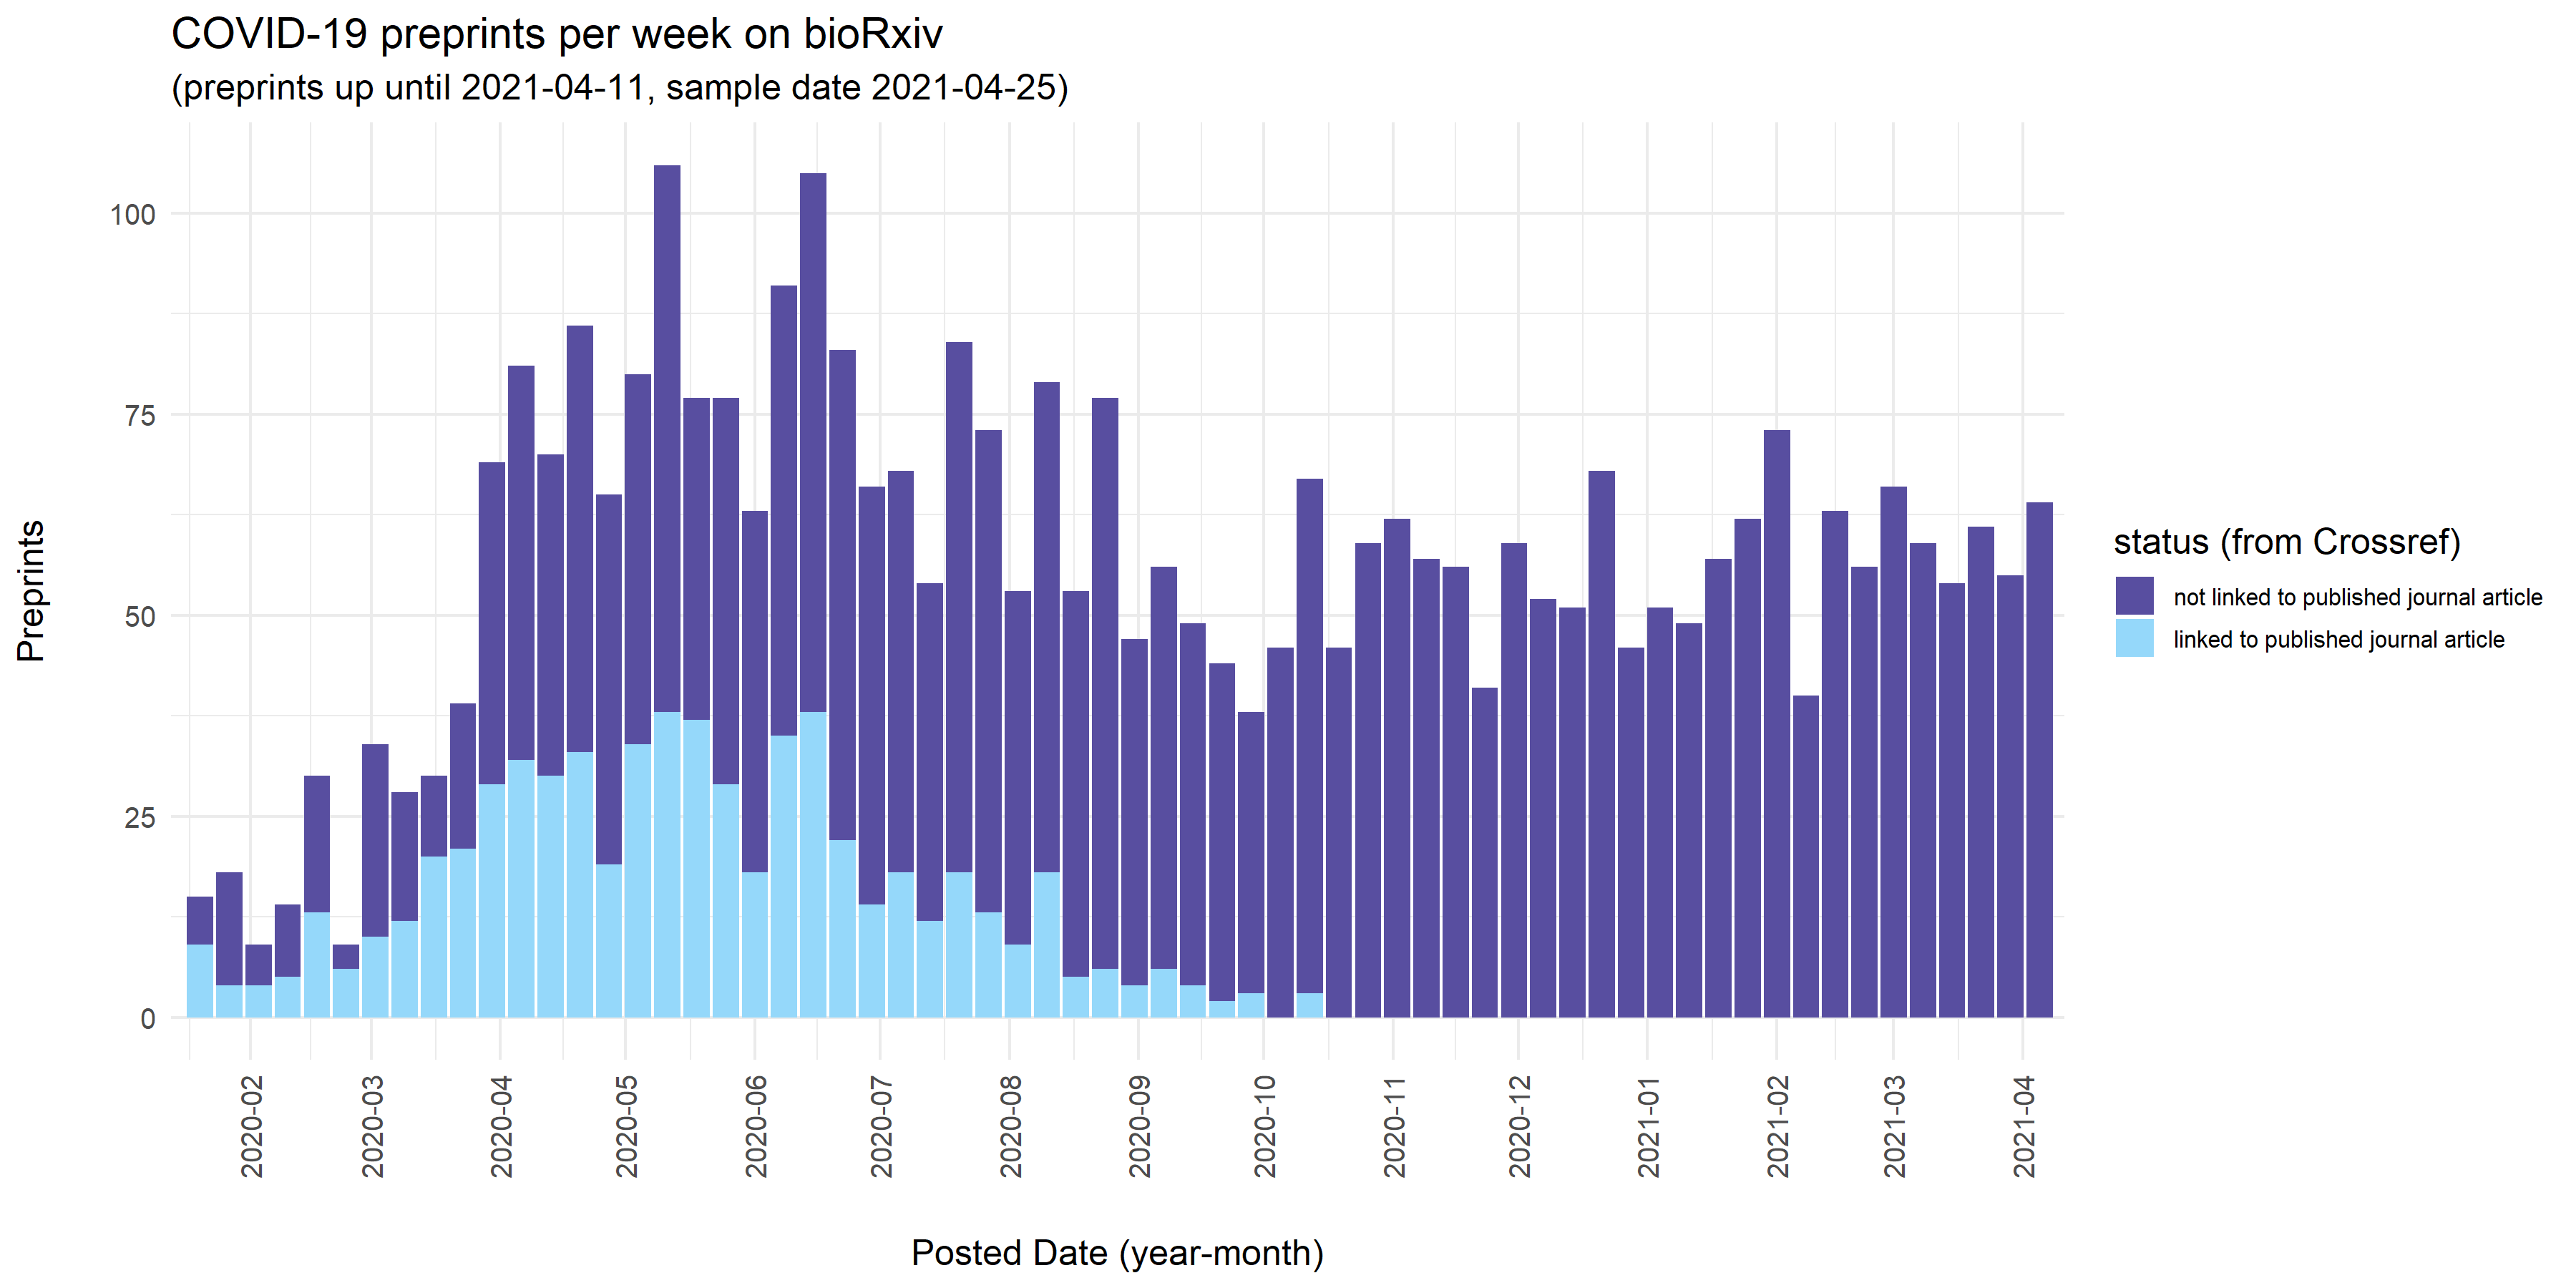 COVID-19 preprints per week on bioRxiv
(preprints up until 2021-04-11, sample date 2021-04-25)
Preprints
100
75
50
25
0
2020-02
2020-03
2020-04
2020-05
2020-06
2020-07
2020-08
2020-09
2020-10
2020-11
2020-12
2021-01
2021-02
2021-03
2021-04
Posted Date (year-month)
status (from Crossref)
not linked to published journal article
linked to published journal article